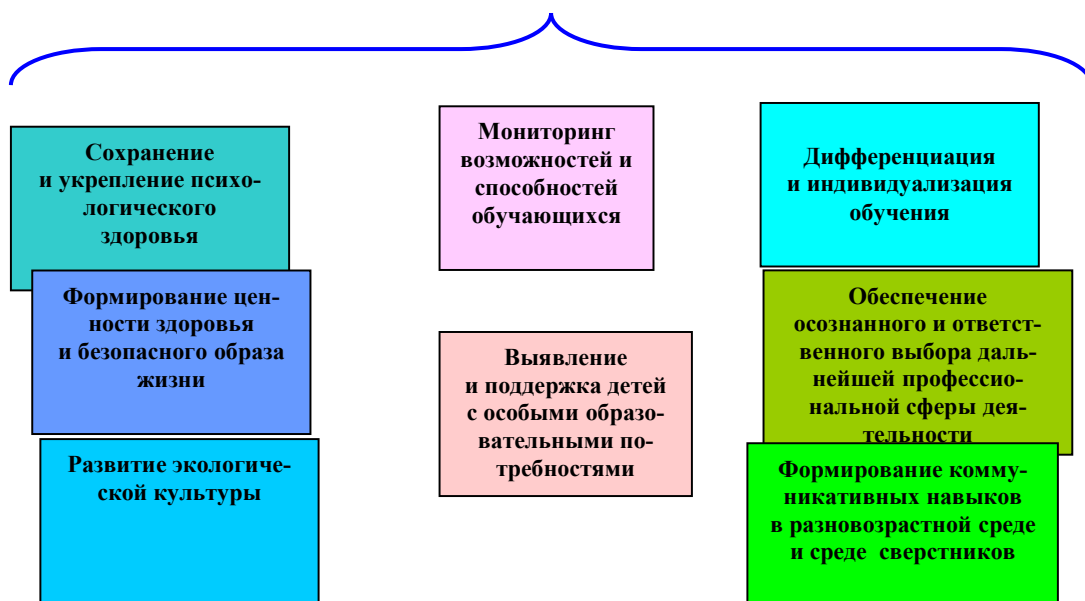 Сохранение
и укрепление психо-
логического
здоровья
Формирование цен-
ности здоровья
и безопасного образа
жизни
Развитие экологиче-
ской культуры
Мониторинг
возможностей и
способностей
обучающихся
Выявление
и поддержка детей
с особыми образо-
вательными по-
требностями
Дифференциация
и индивидуализация
обучения
Обеспечение
осознанного и ответст-
венного выбора даль-
нейшей профессио-
нальной сферы дея-
тельности
Формирование комму-
никативных навыков
в разновозрастной среде
и среде сверстников